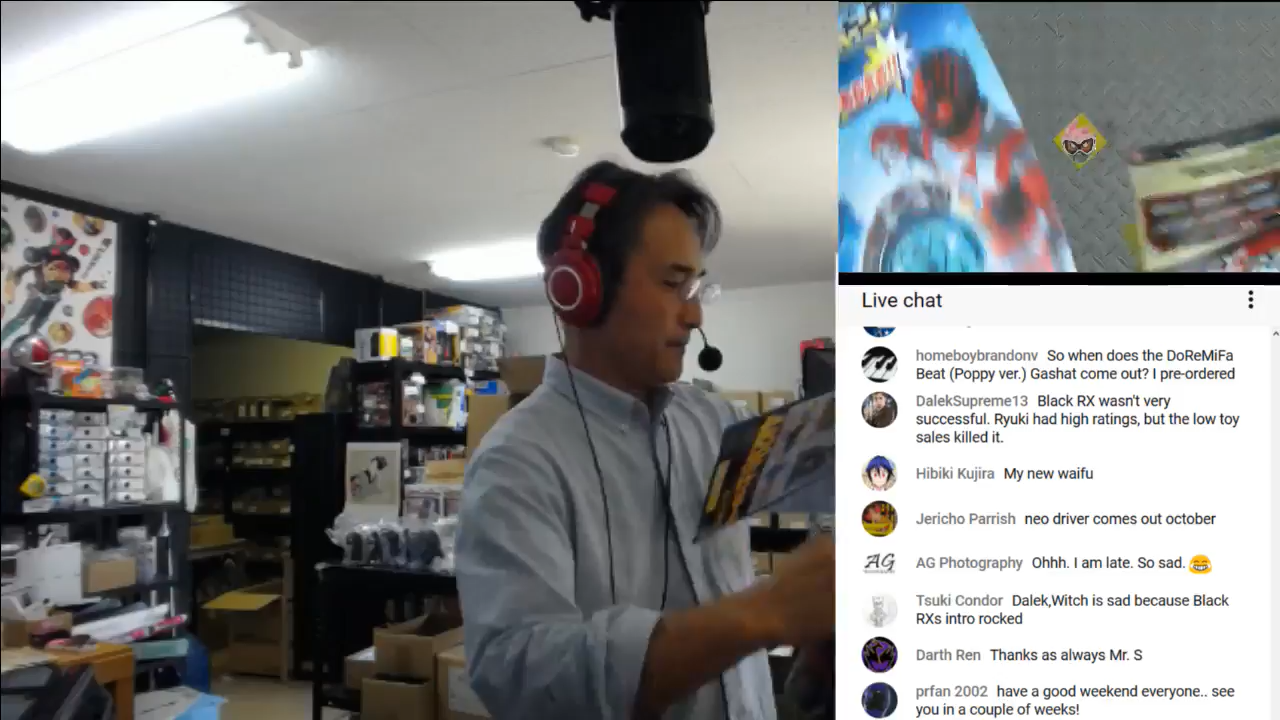 Live chat
homeboybrandonv So when does the DoReMiFa
Beat (Poppy ver.) Gashat come out? I pre-ordered
DalekSupreme13 Black RX wasn't very
successful. Ryuki had high ratings, but the low toy
sales killed it.
Hibiki Kujira My new waifu
Jericho Parrish neo driver comes out october
AG
AG Photography Ohhh. I am late. So sad.
Tsuki Condor Dalek,Witch is sad because Black
RXs intro rocked
Darth Ren Thanks as always Mr. S
prfan 2002 have a good weekend everyone.. see
you in a couple of weeks!